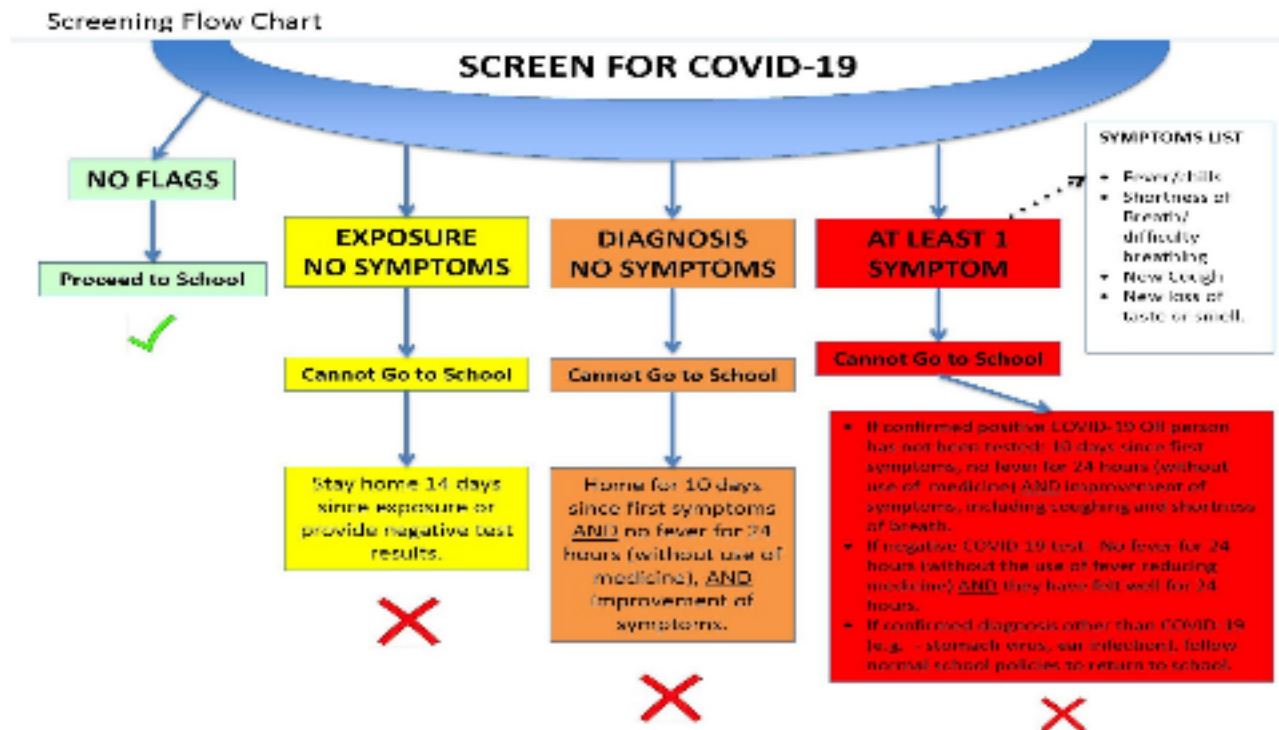 Screening Flow Chart
SCREEN FOR COVID-19
NO FLAGS
Proceed to School
EXPOSURE
NO SYMPTOMS
Cannot Go to School
Stay home 14 days
since exposure or
provide negative test
results.
DIAGNOSIS
NO SYMPTOMS
Cannot Go to School
Home for 10 days
since first symptoms
AND no fever for 24
hours (without use of
medicine), AND
improvement of
symptoms.
AT LEAST 1
SYMPTOM
Cannot Go to School
• If confirmed positive COVID-19 OR person
has not been tested: 10 days since first
symptoms, no fever for 24 hours (without
use of medicine) AND improvement of
symptoms, including coughing and shortness
of breath.
• If negative COVID-19 test. No fever for 24
hours (without the use of fever reducing
medicine) AND they have felt well for 24
hours.
• If confirmed diagnosis other than COVID-19
(e.g. - stomach virus, ear infection), follow
normal school policies to return to school.
SYMPTOMS LIST
• Fever/chills
• Shortness of
Breath/
difficulty
breathing
• New Cough
• New loss of
taste or smell.